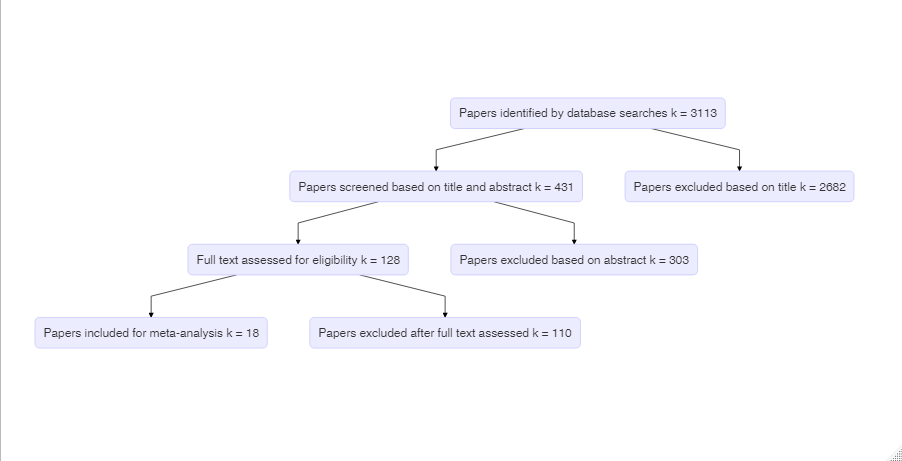 Papers identified by database searches k = 3113
Papers screened based on title and abstract k = 431
Papers excluded based on title k = 2682
Full text assessed for eligibility k = 128
Papers excluded based on abstract k = 303
Papers included for meta-analysis k = 18
Papers excluded after full text assessed k = 110